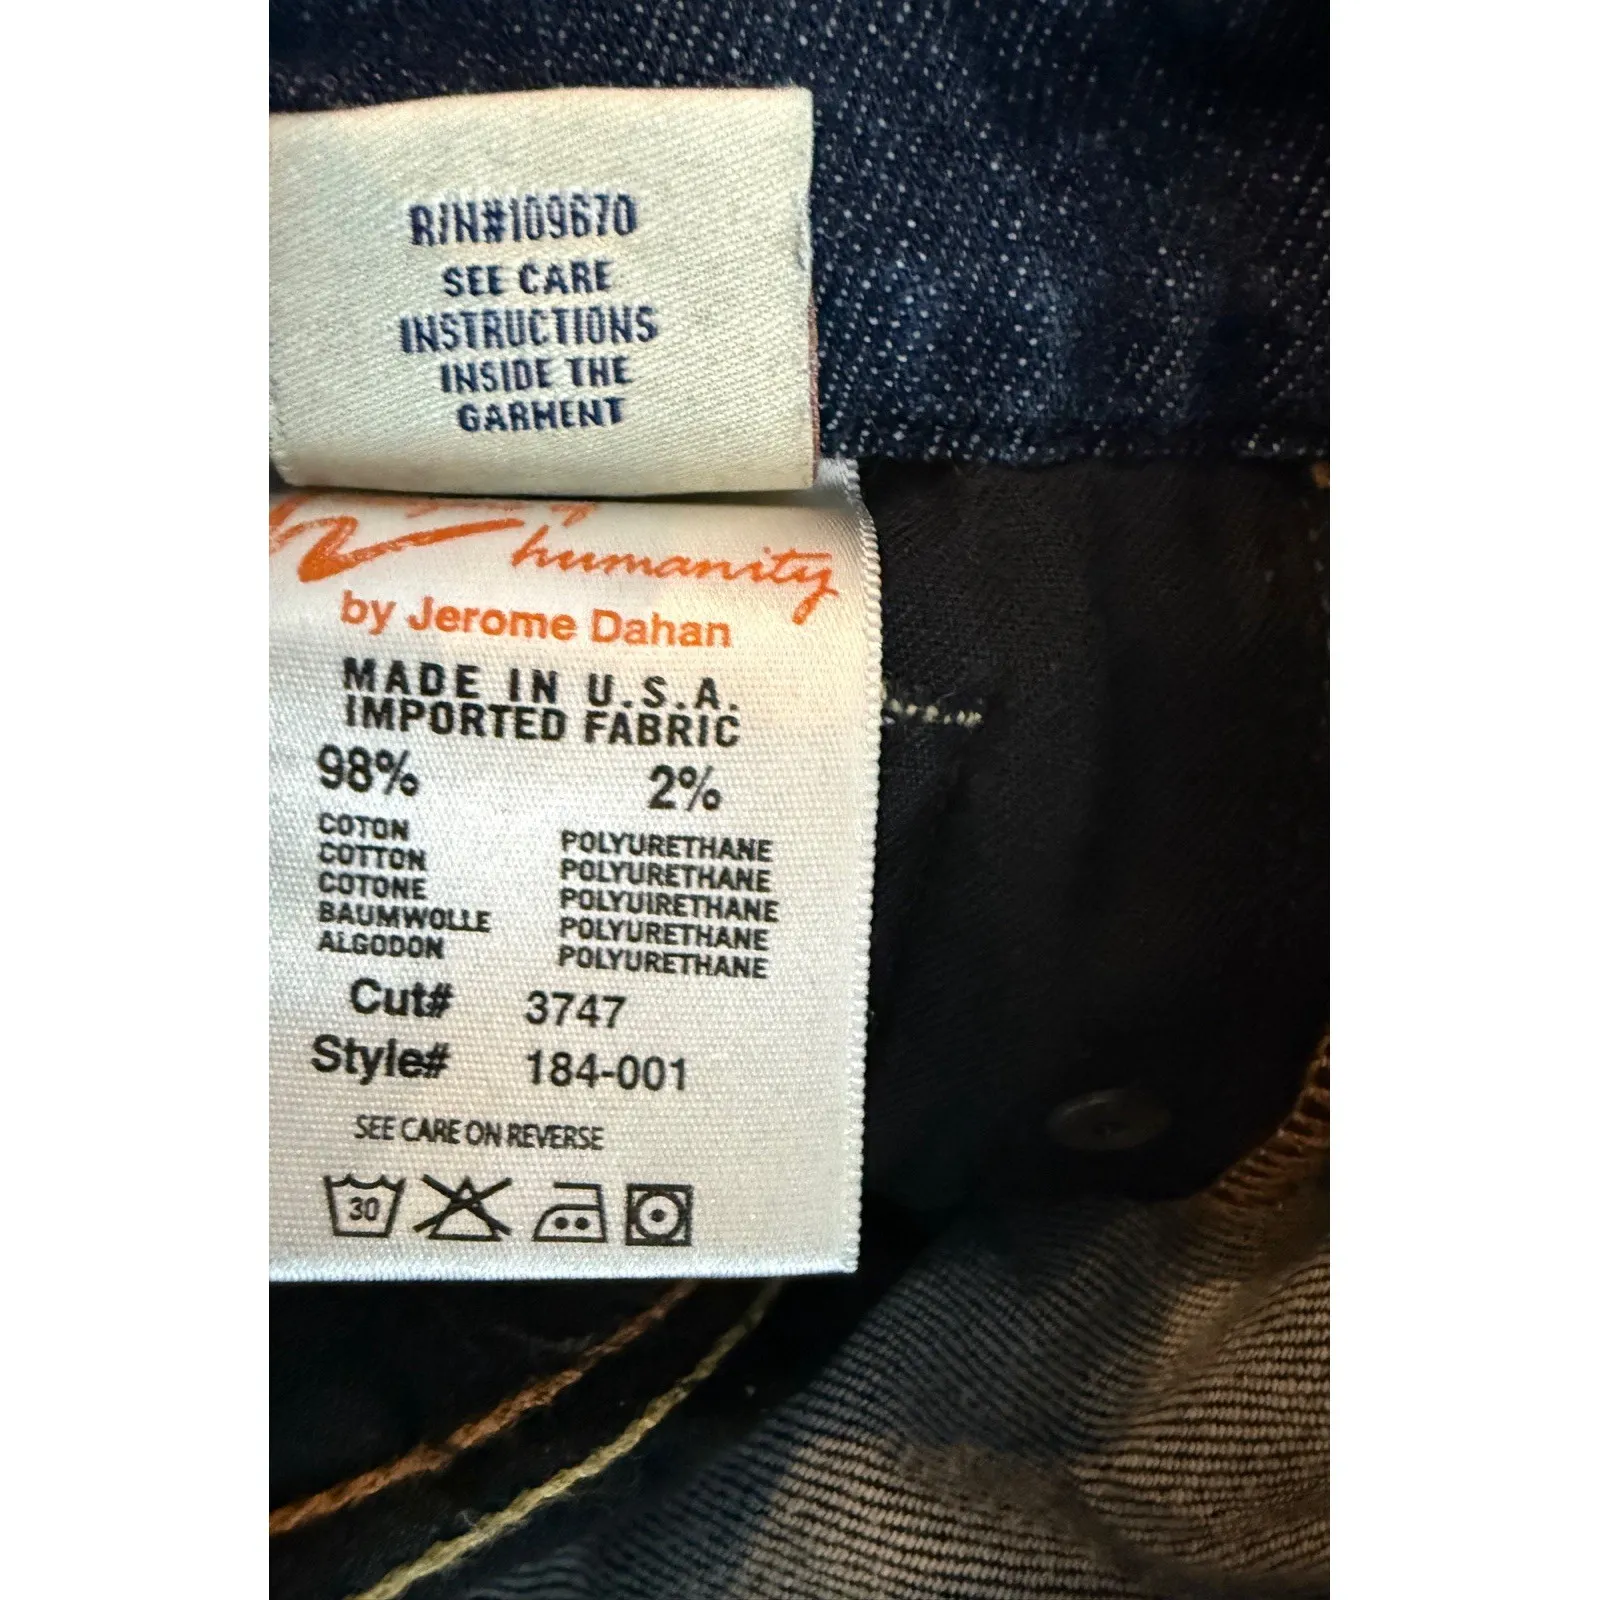 R/N#109670
SEE CARE
INSTRUCTIONS
INSIDE THE
GARMENT
of
humanity
by Jerome Dahan
MADE IN U.S.A.
IMPORTED FABRIC
98% 2%
COTON POLYURETHANE
COTTON POLYURETHANE
COTONE POLYUIRETHANE
BAUMWOLLE POLYURETHANE
ALGODON POLYURETHANE
Cut# 3747
Style# 184-001
SEE CARE ON REVERSE
30